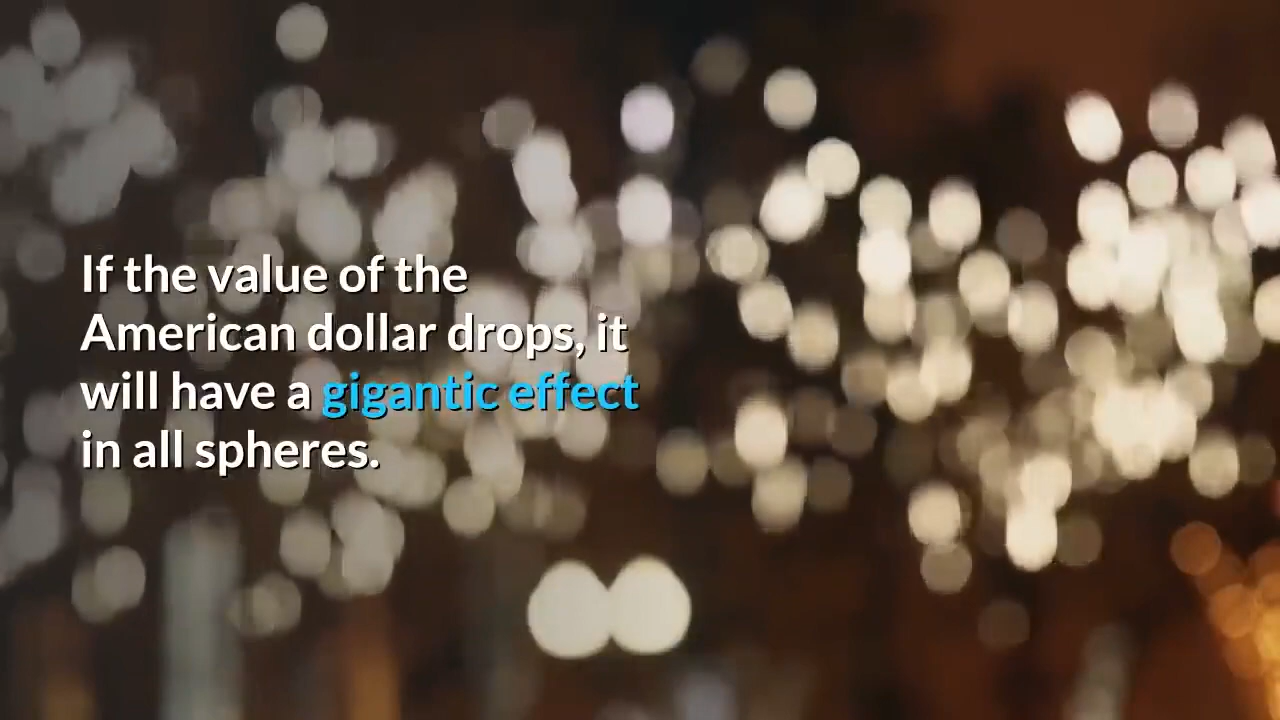 If the value of the
American dollar drops, it
will have a gigantic effect
in all spheres.